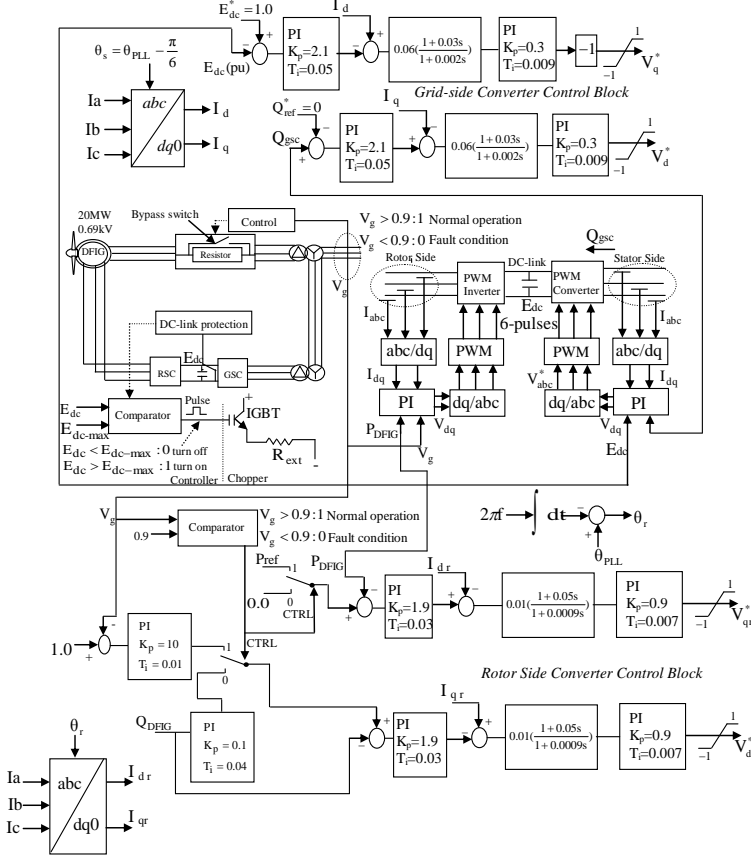 E*dc = 1.0
I d
θs = θPLL − π/6
Edc(pu)
PI
Kp=2.1
Ti=0.05
0.06(1+0.03s/1+0.002s)
PI
Kp=0.3
Ti=0.009
-1
1
−1
V*q
Grid-side Converter Control Block
Ia
Ib
Ic
abc
dq0
I d
I q
Q*ref = 0
Qgsc
I q
PI
Kp=2.1
Ti=0.05
0.06(1+0.03s/1+0.002s)
PI
Kp=0.3
Ti=0.009
1
−1
V*d
20MW
0.69kV
DFIG
Bypass switch
Control
Resistor
Vg > 0.9 : 1 Normal operation
Vg < 0.9 : 0 Fault condition
Vg
Qgsc
Rotor Side
DC-link
Stator Side
PWM
Inverter
PWM
Converter
Edc
Iabc
6-pulses
Iabc
abc/dq
PWM
PWM
abc/dq
Idq
V*abc
Idq
PI
dq/abc
dq/abc
PI
Vdq
Vdq
PDFIG
Vg
Edc
DC-link protection
Edc
RSC
GSC
Edc
Edc-max
Comparator
Pulse
IGBT
+
Rext
-
Edc < Edc−max : 0 turn off
Edc > Edc−max : 1 turn on
Controller
Chopper
Vg
0.9
Comparator
Vg > 0.9 : 1 Normal operation
Vg < 0.9 : 0 Fault condition
2πf
∫ dt
θr
θPLL
Pref
1
0.0
0
CTRL
PDFIG
I d r
PI
Kp=1.9
Ti=0.03
0.01(1+0.05s/1+0.0009s)
PI
Kp=0.9
Ti=0.007
1
−1
V*qr
1.0
PI
Kp = 10
Ti = 0.01
1
0
CTRL
Rotor Side Converter Control Block
QDFIG
PI
Kp = 0.1
Ti = 0.04
I q r
PI
Kp=1.9
Ti=0.03
0.01(1+0.05s/1+0.0009s)
PI
Kp=0.9
Ti=0.007
1
−1
θr
Ia
Ib
Ic
abc
dq0
I d r
I qr